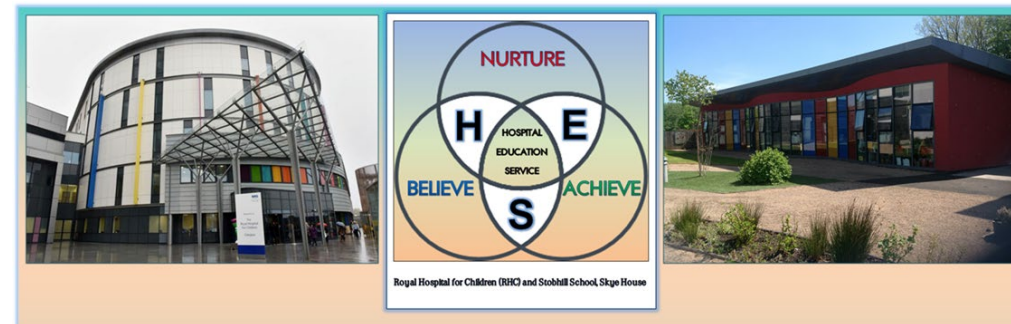 NURTURE
H
E
HOSPITAL
EDUCATION
SERVICE
BELIEVE
ACHIEVE
S
Royal Hospital for Children (RHC) and Stobhill School, Skye House